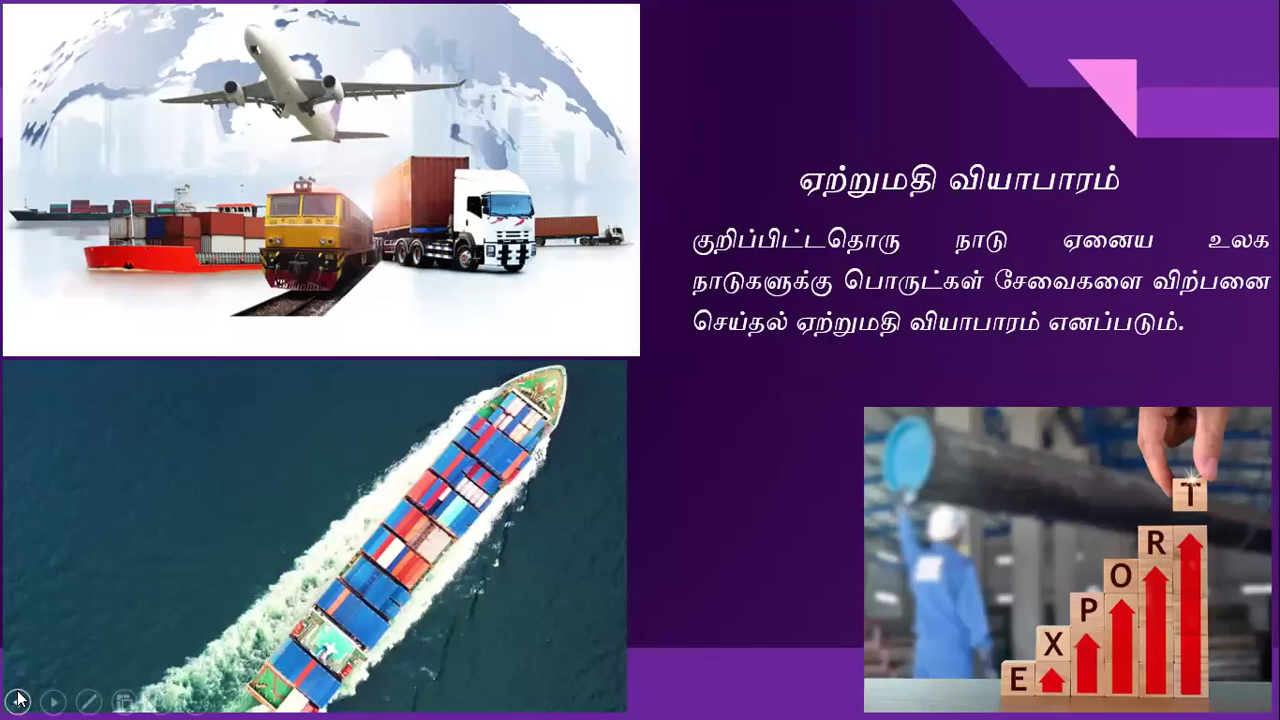 ஏற்றுமதி வியாபாரம்
குறிப்பிட்டதொரு நாடு ஏனைய உலக
நாடுகளுக்கு பொருட்கள் சேவைகளை விற்பனை
செய்தல் ஏற்றுமதி வியாபாரம் எனப்படும்.
EXPORT